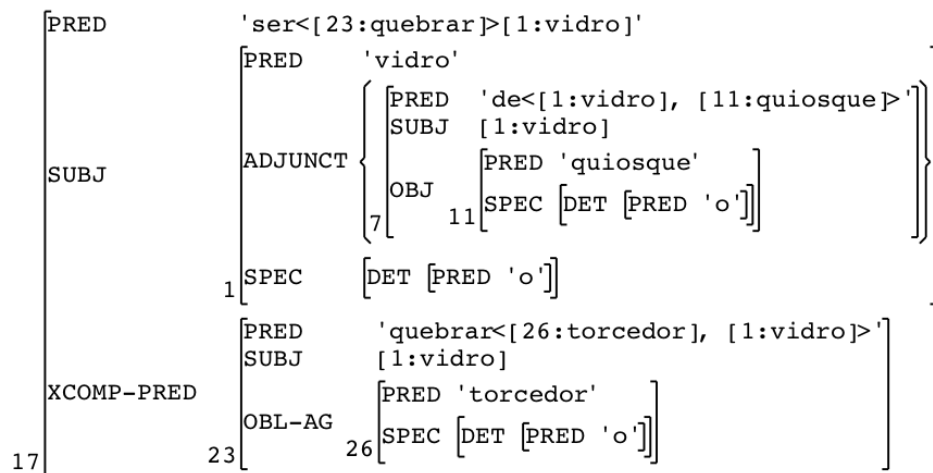 PRED 'ser<[23:quebrar]>[1:vidro]'
PRED 'vidro'
PRED 'de<[1:vidro], [11:quiosque]>'
SUBJ [1:vidro]
SUBJ ADJUNCT PRED 'quiosque'
OBJ
7 11 SPEC DET PRED 'o'
1 SPEC DET PRED 'o'
PRED 'quebrar<[26:torcedor], [1:vidro]>'
SUBJ [1:vidro]
XCOMP-PRED PRED 'torcedor'
OBL-AG
17 23 26 SPEC DET PRED 'o'